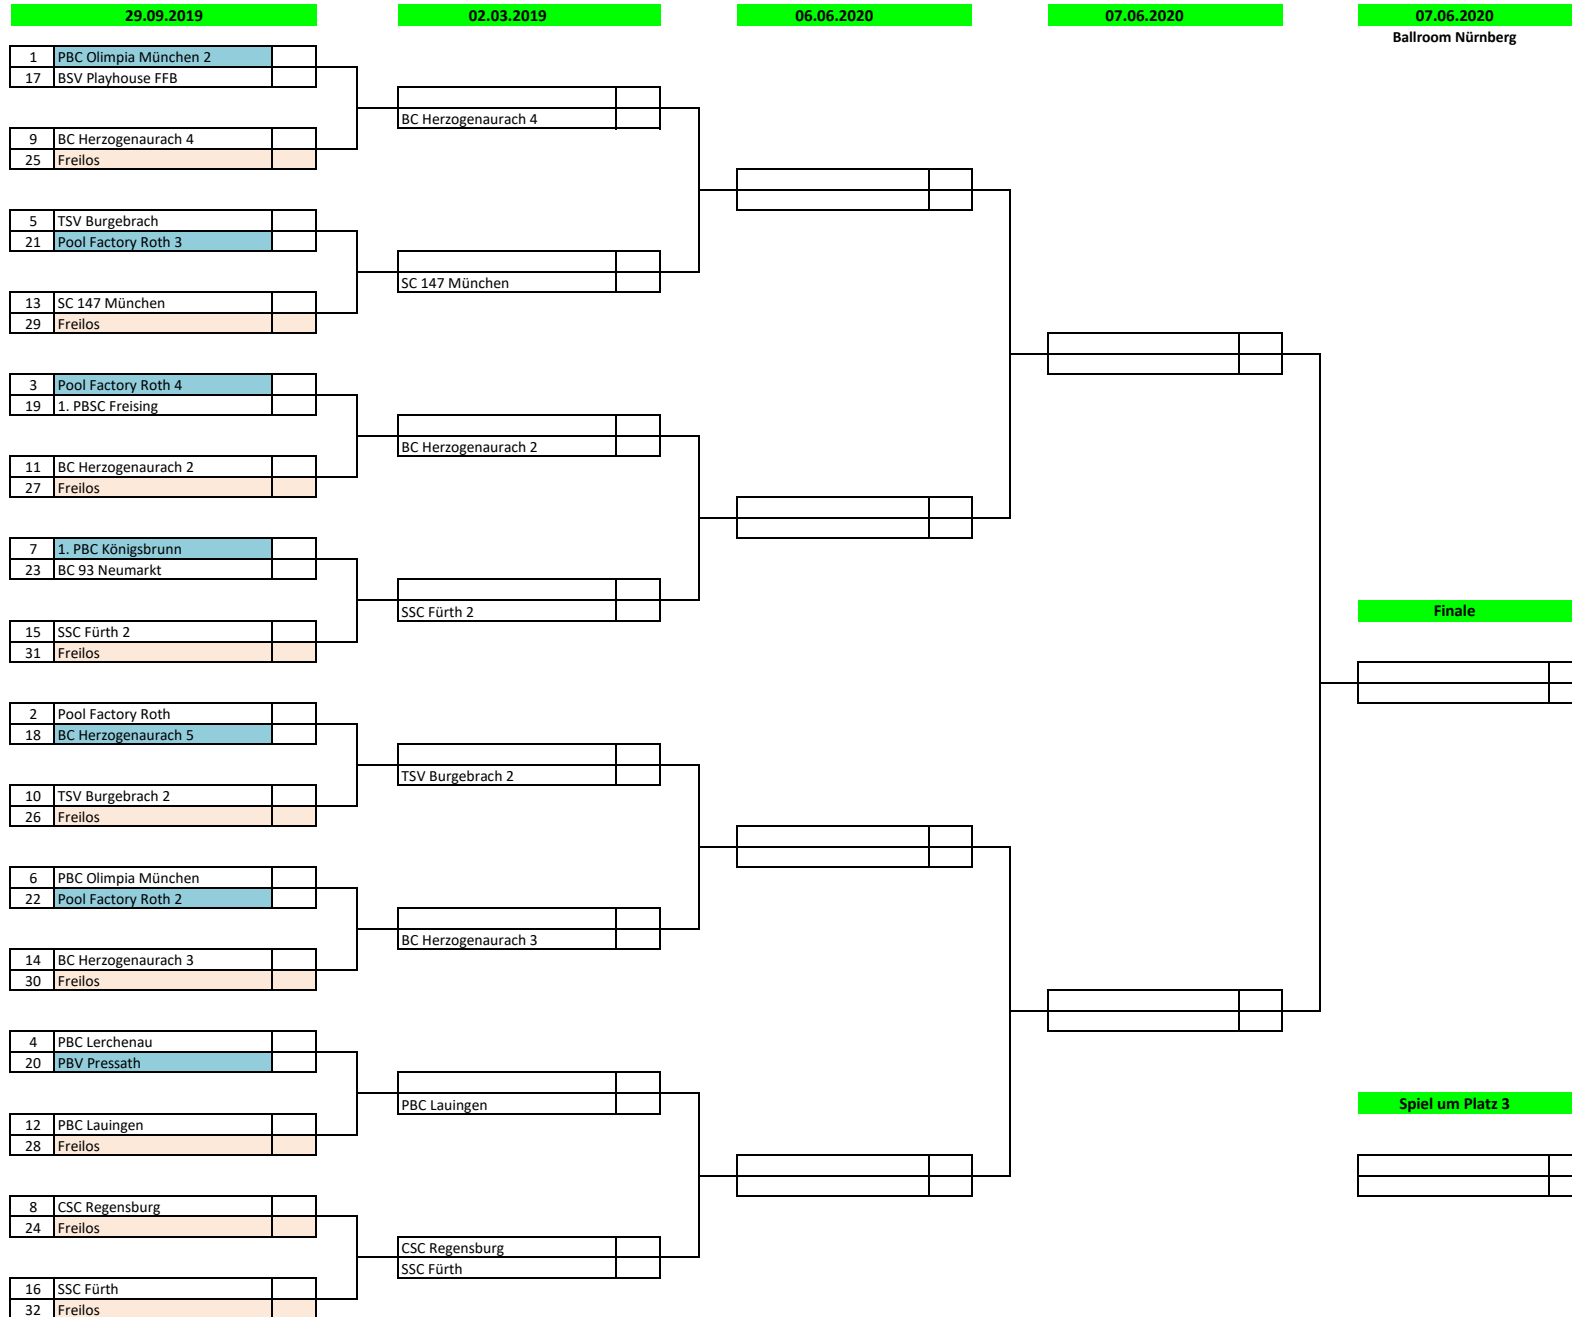 29.09.2019 02.03.2019 06.06.2020 07.06.2020 07.06.2020
Ballroom Nürnberg
1 PBC Olimpia München 2
17 BSV Playhouse FFB
BC Herzogenaurach 4
9 BC Herzogenaurach 4
25 Freilos
5 TSV Burgebrach
21 Pool Factory Roth 3
SC 147 München
13 SC 147 München
29 Freilos
3 Pool Factory Roth 4
19 1. PBSC Freising
BC Herzogenaurach 2
11 BC Herzogenaurach 2
27 Freilos
7 1. PBC Königsbrunn
23 BC 93 Neumarkt
SSC Fürth 2
Finale
15 SSC Fürth 2
31 Freilos
2 Pool Factory Roth
18 BC Herzogenaurach 5
TSV Burgebrach 2
10 TSV Burgebrach 2
26 Freilos
6 PBC Olimpia München
22 Pool Factory Roth 2
BC Herzogenaurach 3
14 BC Herzogenaurach 3
30 Freilos
4 PBC Lerchenau
20 PBV Pressath
PBC Lauingen
Spiel um Platz 3
12 PBC Lauingen
28 Freilos
8 CSC Regensburg
24 Freilos
CSC Regensburg
SSC Fürth
16 SSC Fürth
32 Freilos